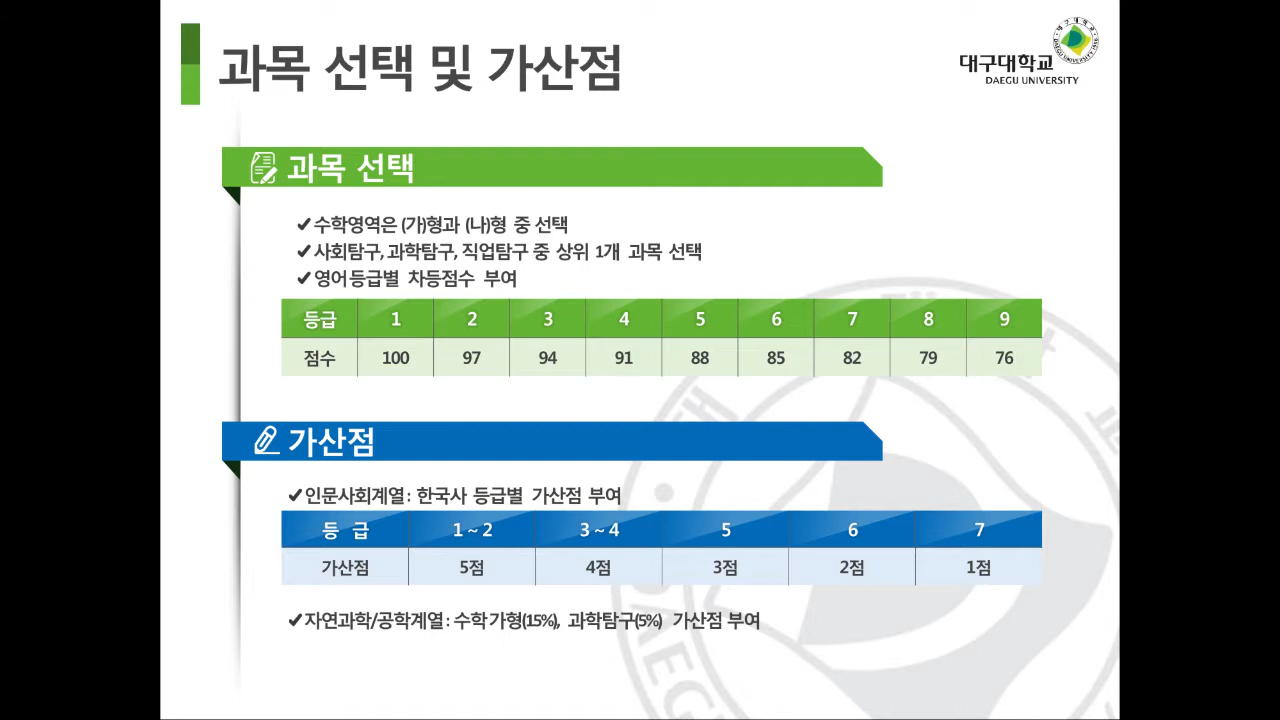 과목 선택 및 가산점
대구대학교
DAEGU UNIVERSITY
과목 선택
✔수학영역은 (가)형과 (나)형 중 선택
✔사회탐구, 과학탐구, 직업탐구 중 상위 1개 과목 선택
✔영어등급별 차등점수 부여
등급 1 2 3 4 5 6 7 8 9
점수 100 97 94 91 88 85 82 79 76
가산점
✔인문사회계열 : 한국사 등급별 가산점 부여
등 급 1 ~ 2 3 ~ 4 5 6 7
가산점 5점 4점 3점 2점 1점
✔자연과학/공학계열 : 수학 가형(15%), 과학탐구(5%) 가산점 부여